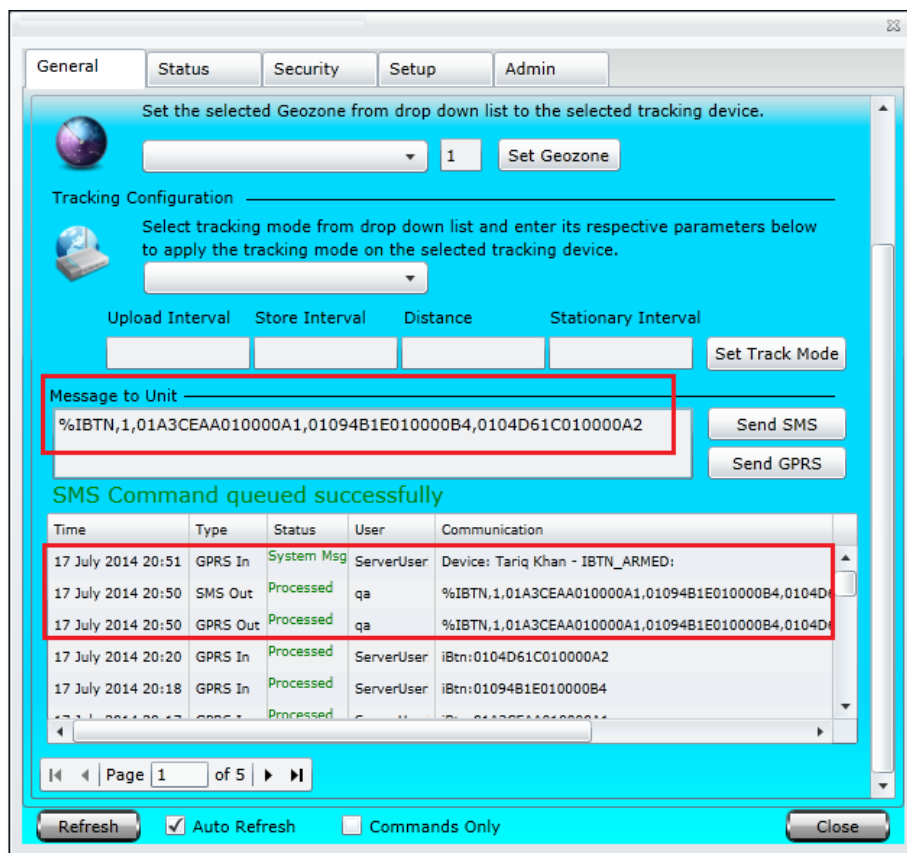 General Status Security Setup Admin
Set the selected Geozone from drop down list to the selected tracking device.
1 Set Geozone
Tracking Configuration
Select tracking mode from drop down list and enter its respective parameters below
to apply the tracking mode on the selected tracking device.
Upload Interval Store Interval Distance Stationary Interval
Set Track Mode
Message to Unit
%IBTN,1,01A3CEAA010000A1,01094B1E010000B4,0104D61C010000A2
Send SMS
Send GPRS
SMS Command queued successfully
Time Type Status User Communication
17 July 2014 20:51 GPRS In System Msg ServerUser Device: Tariq Khan - IBTN_ARMED:
17 July 2014 20:50 SMS Out Processed qa %IBTN,1,01A3CEAA010000A1,01094B1E010000B4,0104D6
17 July 2014 20:50 GPRS Out Processed qa %IBTN,1,01A3CEAA010000A1,01094B1E010000B4,0104D6
17 July 2014 20:20 GPRS In Processed ServerUser iBtn:0104D61C010000A2
17 July 2014 20:18 GPRS In Processed ServerUser iBtn:01094B1E010000B4
Processed
Page 1 of 5
Refresh Auto Refresh Commands Only Close